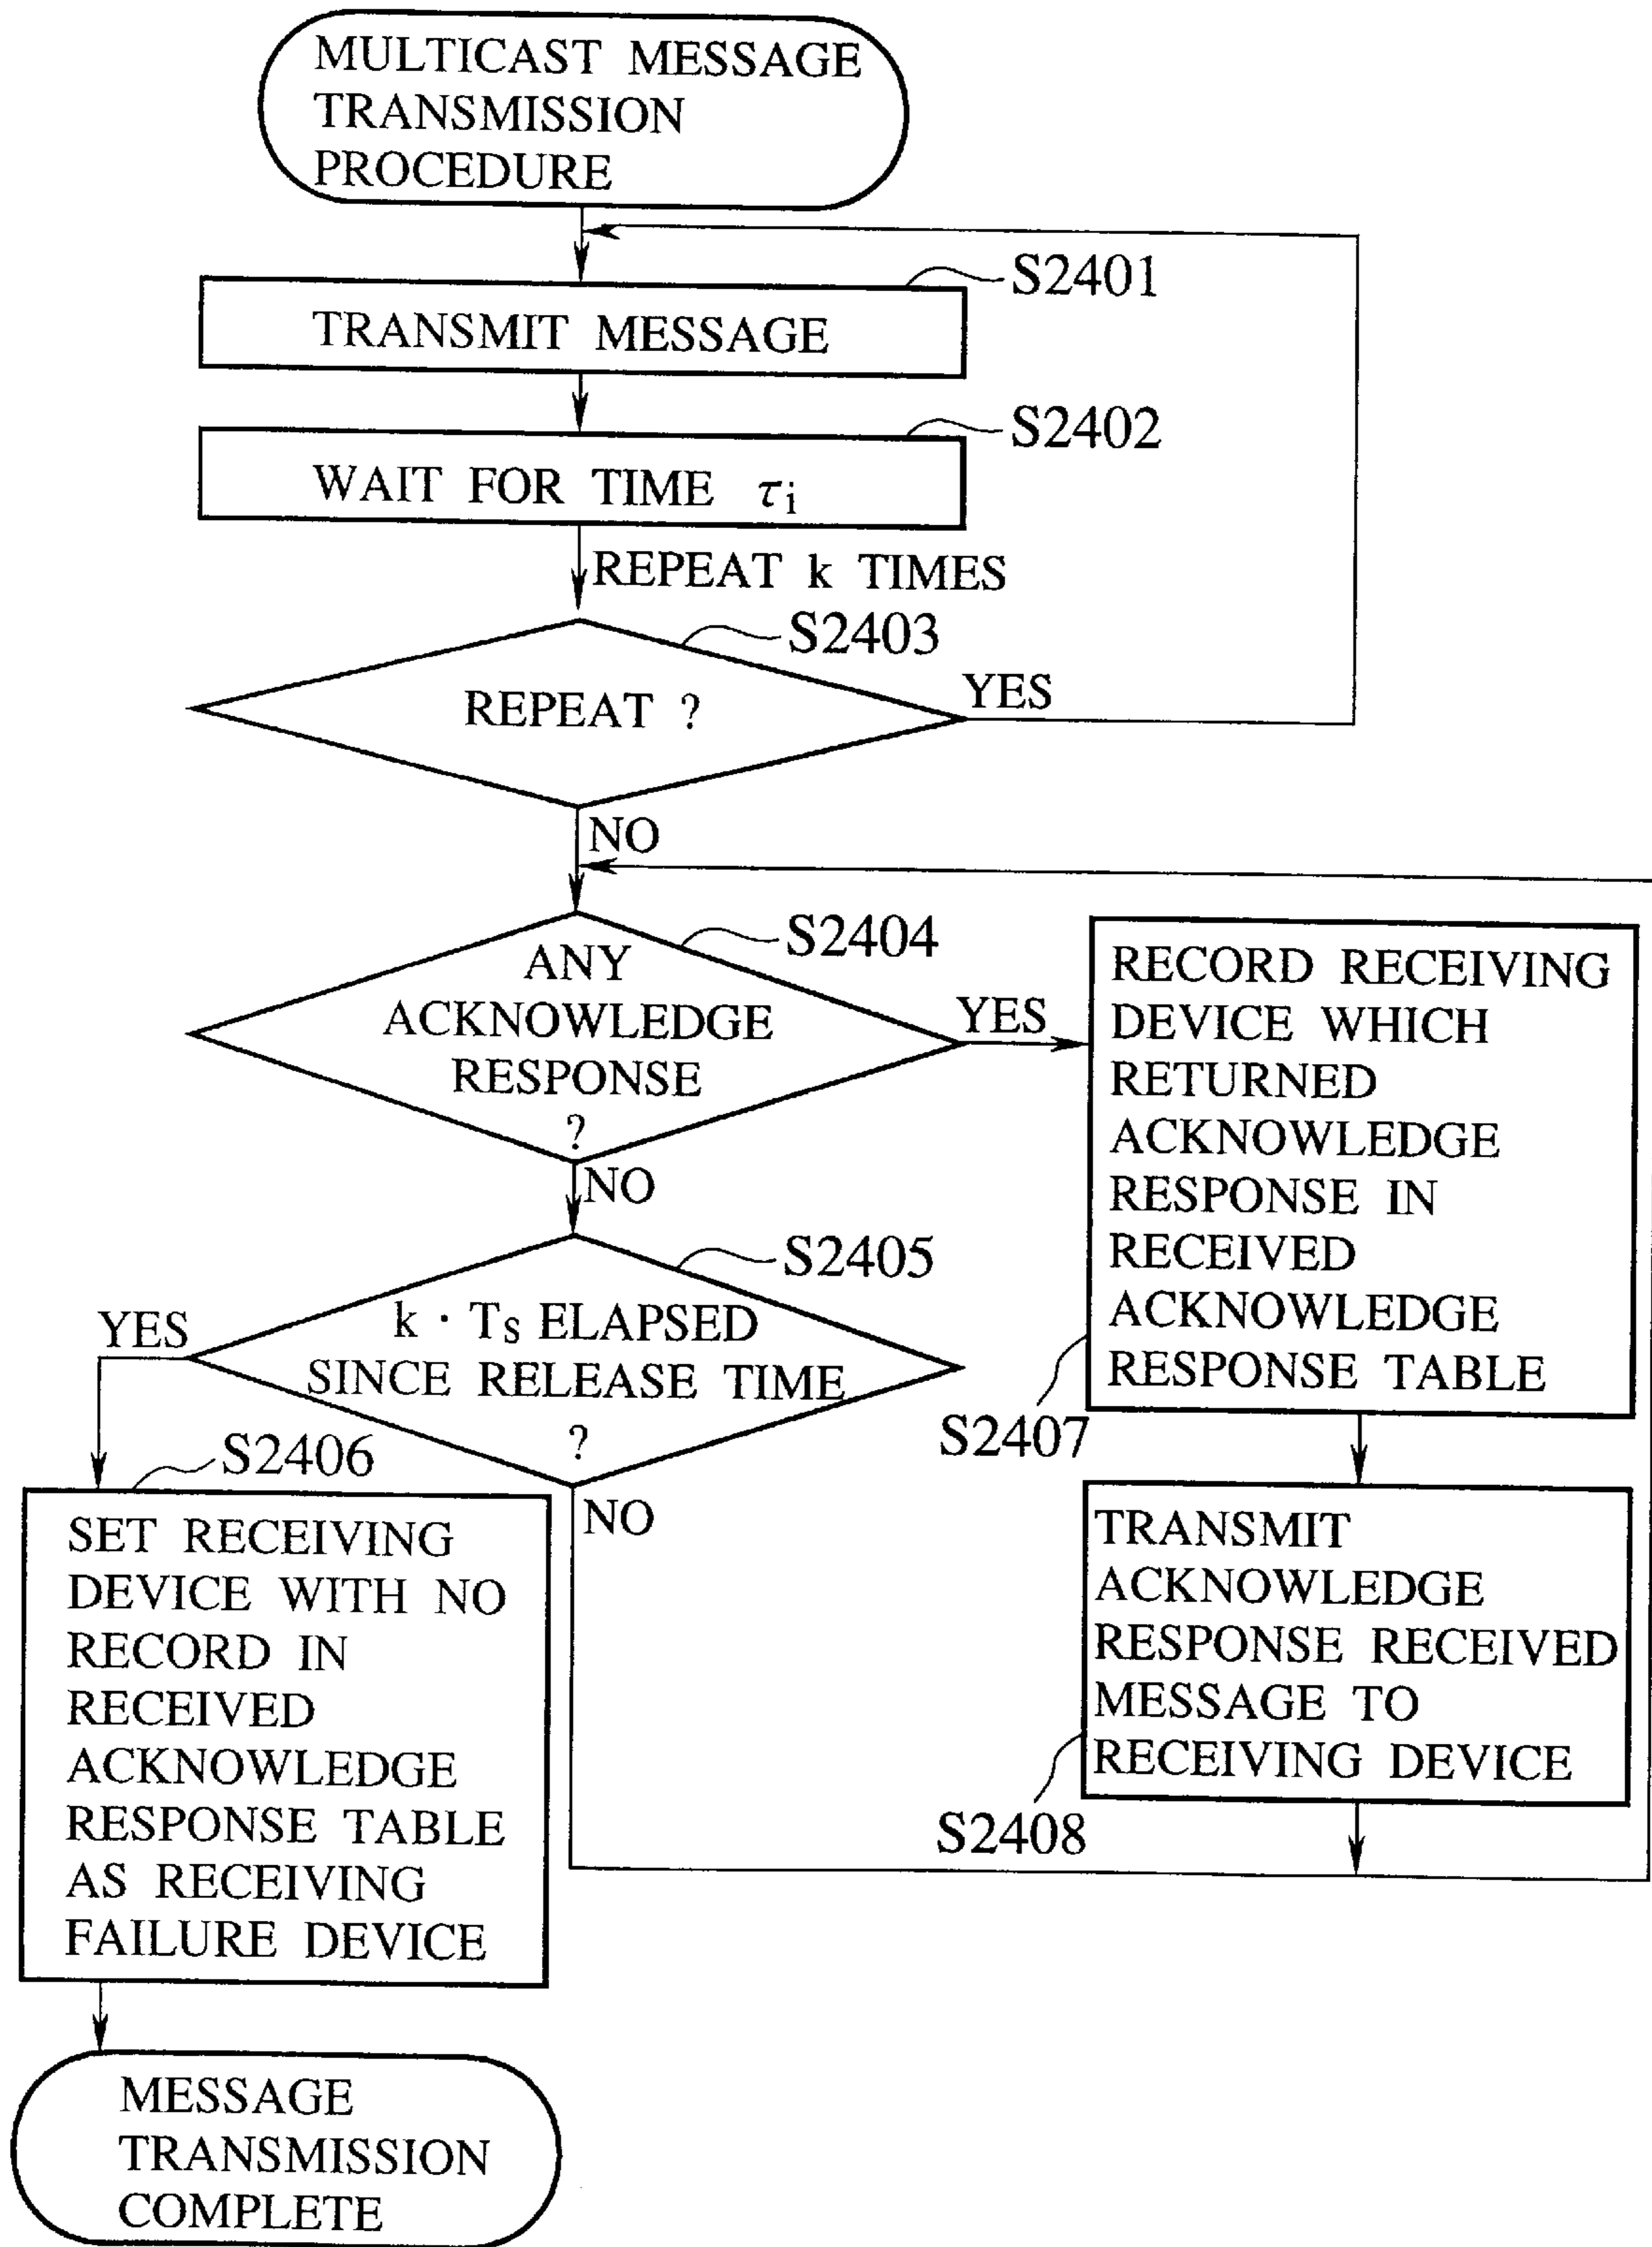 MULTICAST MESSAGE
TRANSMISSION
PROCEDURE
S2401
TRANSMIT MESSAGE
S2402
WAIT FOR TIME τi
REPEAT k TIMES
S2403
REPEAT ?
YES
NO
S2404
ANY
ACKNOWLEDGE
RESPONSE
?
YES
NO
RECORD RECEIVING
DEVICE WHICH
RETURNED
ACKNOWLEDGE
RESPONSE IN
RECEIVED
ACKNOWLEDGE
RESPONSE TABLE
S2407
S2405
k · Ts ELAPSED
SINCE RELEASE TIME
?
YES
NO
S2406
SET RECEIVING
DEVICE WITH NO
RECORD IN
RECEIVED
ACKNOWLEDGE
RESPONSE TABLE
AS RECEIVING
FAILURE DEVICE
TRANSMIT
ACKNOWLEDGE
RESPONSE RECEIVED
MESSAGE TO
RECEIVING DEVICE
S2408
MESSAGE
TRANSMISSION
COMPLETE